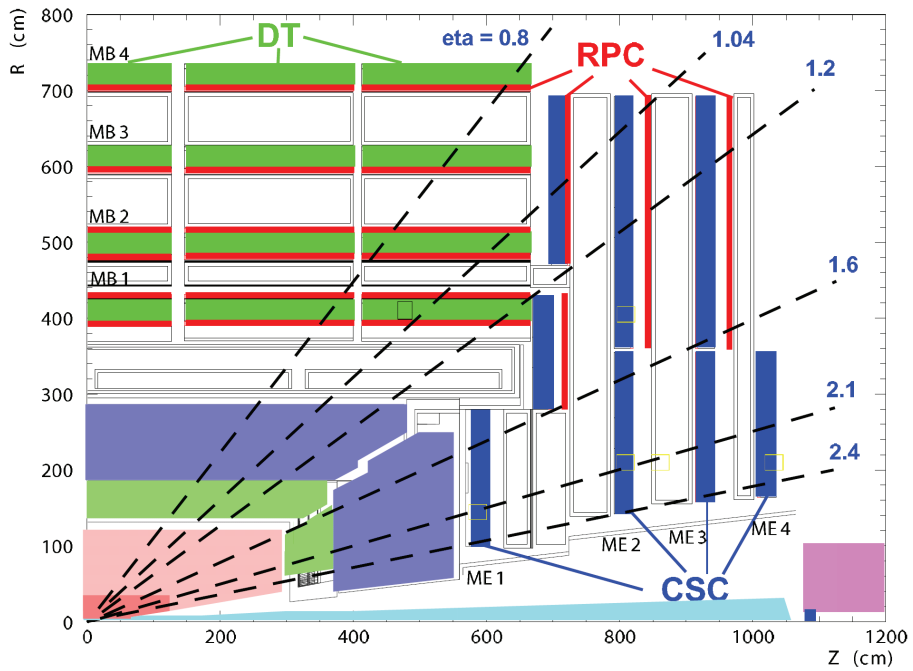 R (cm)
800
700
600
500
400
300
200
100
0
MB 4
MB 3
MB 2
MB 1
DT
eta = 0.8
1.04
1.2
RPC
1.6
2.1
2.4
ME 1
ME 2
ME 3
ME 4
CSC
0
200
400
600
800
1000
1200
Z (cm)